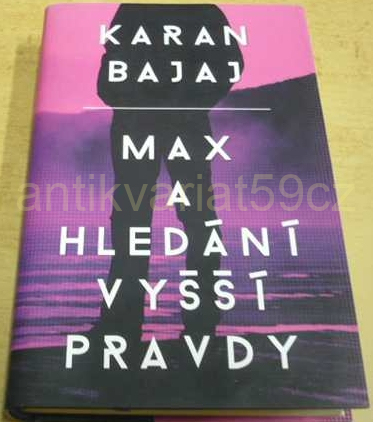 KARAN
BAJAJ
MAX
A
HLEDÁNÍ
VYŠŠÍ
PRAVDY
antikvariat59cz